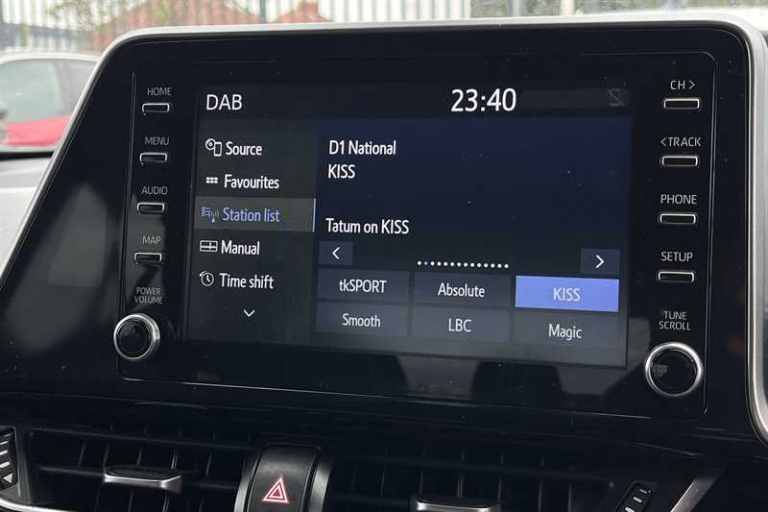 HOME
MENU
AUDIO
MAP
POWER
VOLUME
DAB
23:40
Source
Favourites
Station list
Manual
Time shift
D1 National
KISS
Tatum on KISS
<
>
tkSPORT Absolute KISS
Smooth LBC Magic
CH >
< TRACK
PHONE
SETUP
TUNE
SCROLL